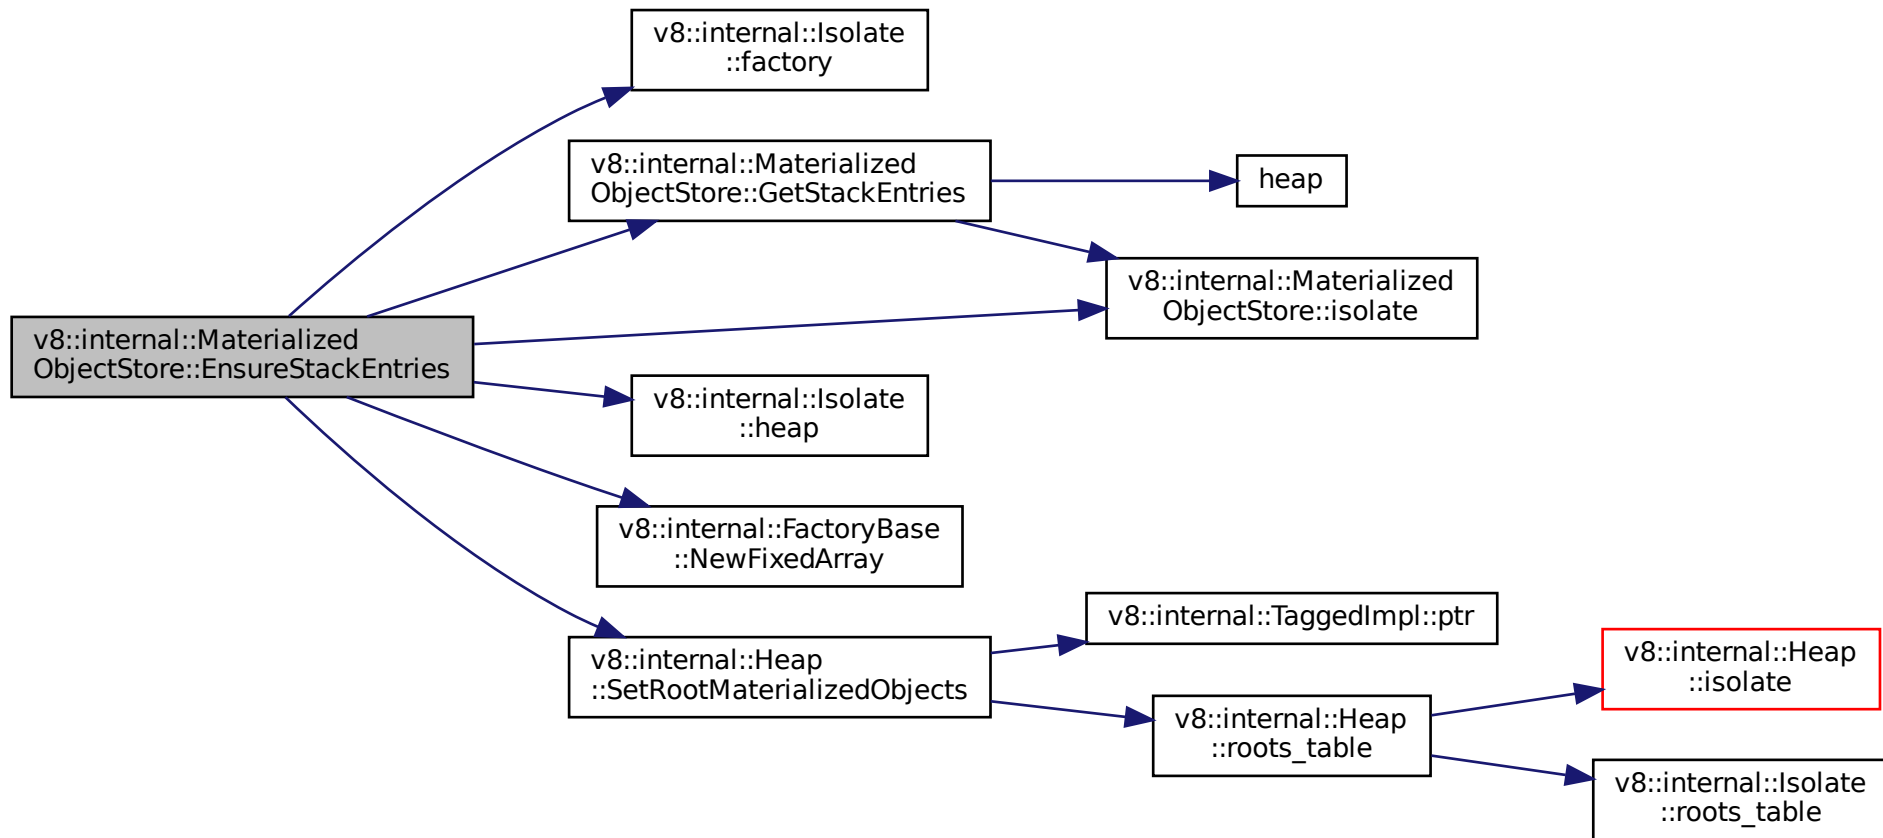 v8::internal::Isolate
::factory
v8::internal::Materialized
ObjectStore::GetStackEntries
heap
v8::internal::Materialized
ObjectStore::isolate
v8::internal::Materialized
ObjectStore::EnsureStackEntries
v8::internal::Isolate
::heap
v8::internal::FactoryBase
::NewFixedArray
v8::internal::TaggedImpl::ptr
v8::internal::Heap
::SetRootMaterializedObjects
v8::internal::Heap
::isolate
v8::internal::Heap
::roots_table
v8::internal::Isolate
::roots_table